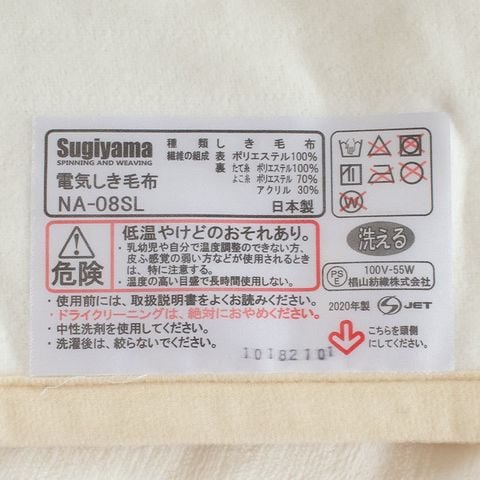 Sugiyama
SPINNING AND WEAVING
電気しき毛布
NA-08SL
種類 しき毛布
繊維の組成 表 ポリエステル100%
裏 たて糸 ポリエステル100%
よこ糸 ポリエステル 70%
アクリル 30%
日本製
危険
低温やけどのおそれあり。
・乳幼児や自分で温度調整のできない方、
皮ふ感覚の弱い方などが使用されるとき
は、特に注意する。
・温度の高い目盛で長時間使用しない。
・使用前には、取扱説明書をよくお読みください。
・ドライクリーニングは、絶対におやめください。
・中性洗剤を使用してください。
・洗濯後は、絞らないでください。
洗える
PS
E
100V-55W
椙山紡織株式会社
2020年製
JET
こちらを頭側
にしてください。
10182101